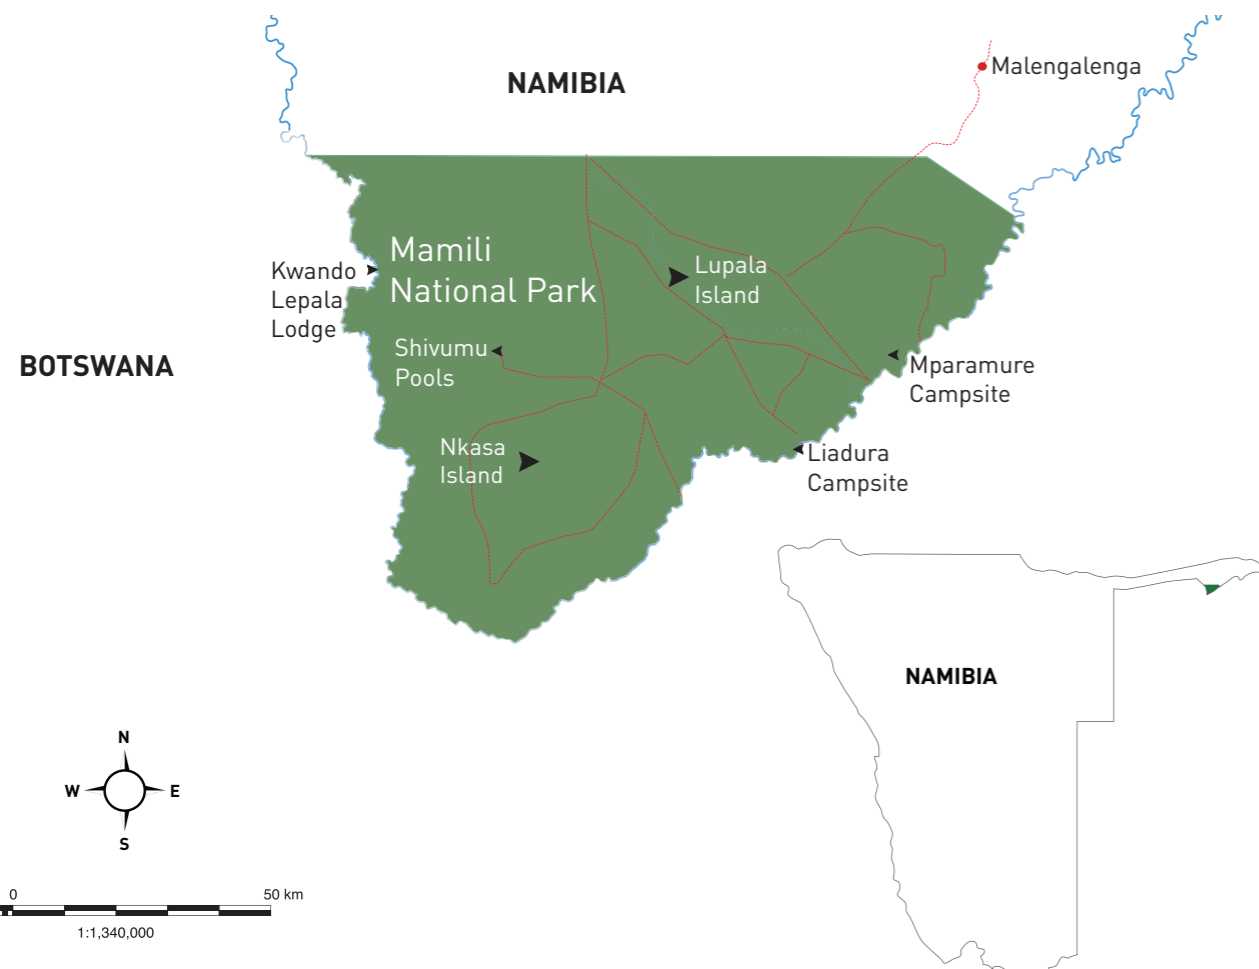 NAMIBIA
Malengalenga
Mamili
National Park
Kwando
Lepala
Lodge
Lupala
Island
BOTSWANA
Shivumu
Pools
Mparamure
Campsite
Nkasa
Island
Liadura
Campsite
NAMIBIA
N
W
E
S
0
50 km
1:1,340,000